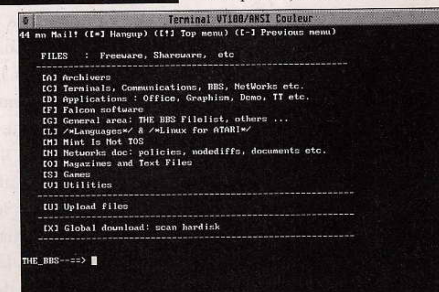 Terminal VT100/ANSI Couleur
44 mn Mail! ([*] Hangup) ([!] Top menu) ([-] Previous menu)
FILES : Freeware, Shareware, etc
[A] Archivers
[C] Terminals, Communications, BBS, NetWorks etc.
[D] Applications : Office, Graphism, Demo, TT etc.
[F] Falcon software
[G] General area: THE BBS Filelist, others ...
[L] /*Languages*/ & /*Linux for ATARI*/
[M] Mint Is Not TOS
[N] Networks doc: policies, nodediffs, documents etc.
[O] Magazines and Text Files
[S] Games
[V] Utilities
[U] Upload files
[X] Global download: scan hardisk
THE_BBS--==>